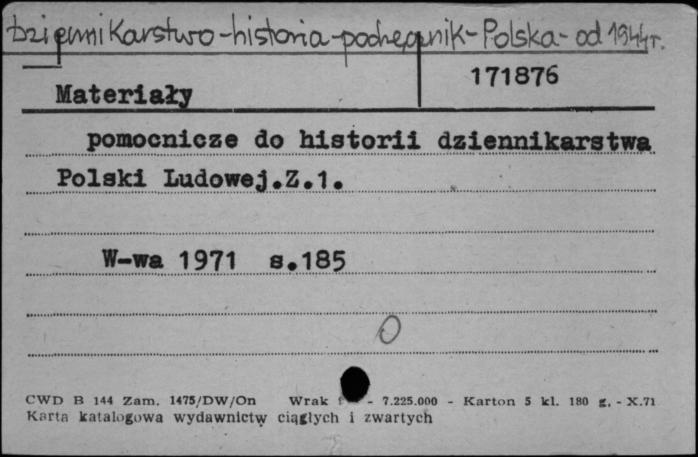 Dziennikarstwo-historia-podręcznik-Polska-od 1944r.
171876
Materiały
pomocnicze do historii dziennikarstwa
Polski Ludowej.Z.1.
W-wa 1971 s.185
0
CWD B 144 Zam. 1475/DW/On Wrak - 7.225.000 - Karton 5 kl. 180 g. - X.71
Karta katalogowa wydawnictw ciągłych i zwartych